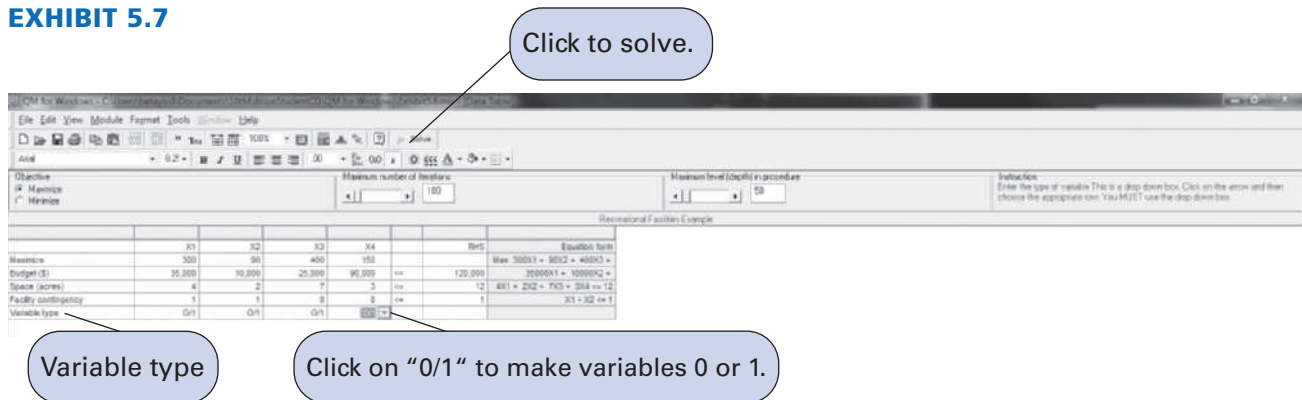 EXHIBIT 5.7
Click to solve.
File Edit View Module Format Tools Window Help
100%
Solve
Arial
Objective
Maximize
Minimize
Maximum number of iterations
100
Maximum level (depth) in procedure
50
Instruction
Enter the type of variable This is a drop down box. Click on the arrow and then
choose the appropriate row. You MUST use the drop down box.
Recreational Facilities Example
X1 X2 X3 X4 RHS Equation form
Maximize 300 90 400 150 Max 300X1 + 90X2 + 400X3 +
Budget ($) 35,000 10,000 25,000 90,000 <= 120,000 35000X1 + 10000X2 +
Space (acres) 4 2 7 3 <= 12 4X1 + 2X2 + 7X3 + 3X4 <= 12
Facility contingency 1 1 0 0 <= 1 X1 + X2 <= 1
Variable type 0/1 0/1 0/1
Variable type
Click on “0/1“ to make variables 0 or 1.